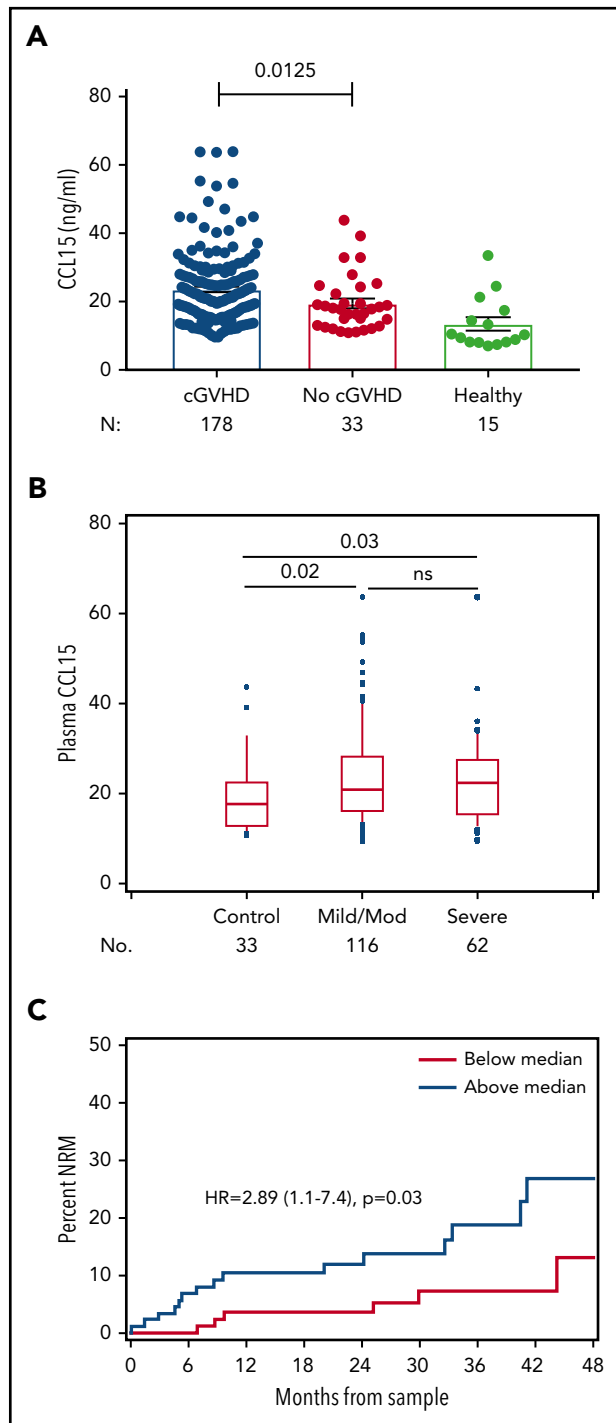 A
0.0125
80
60
40
20
0
CCL15 (ng/ml)
cGVHD No cGVHD Healthy
N: 178 33 15
B
80
60
40
20
0
Plasma CCL15
0.03
0.02 ns
Control Mild/Mod Severe
No. 33 116 62
C
50
40
30
20
10
0
Percent NRM
Below median
Above median
HR=2.89 (1.1-7.4), p=0.03
0 6 12 18 24 30 36 42 48
Months from sample